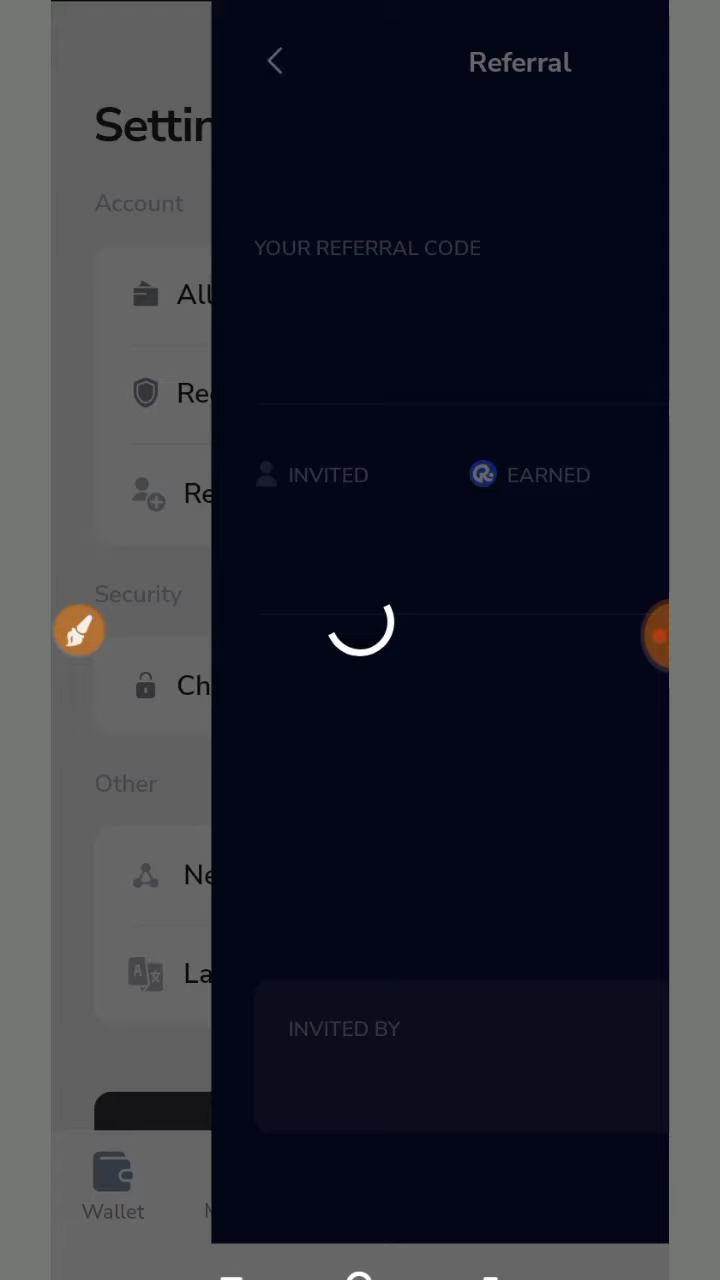 Referral
Settin
Account
YOUR REFERRAL CODE
All
Re
INVITED
EARNED
Re
Security
Ch
Other
Ne
La
INVITED BY
Wallet